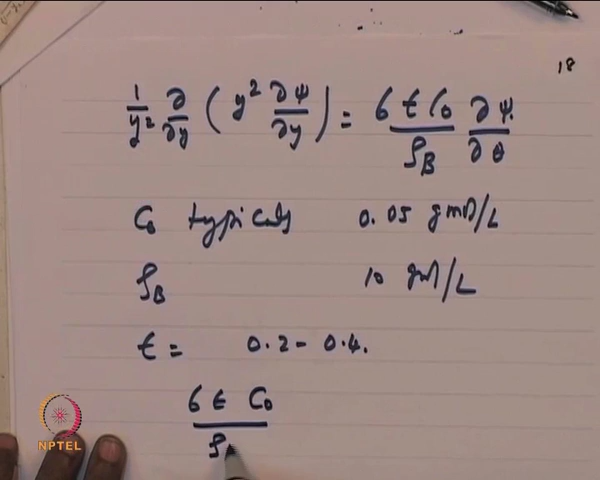 18
1/y² ∂/∂y ( y² ∂ψ/∂y ) = 6 ϵ C₀/ρ_B ∂ψ/∂θ
C₀ typically 0.05 gmol/L
ρ_B 10 gmol/L
ϵ = 0.2 - 0.4.
6 ϵ C₀
ρ
NPTEL